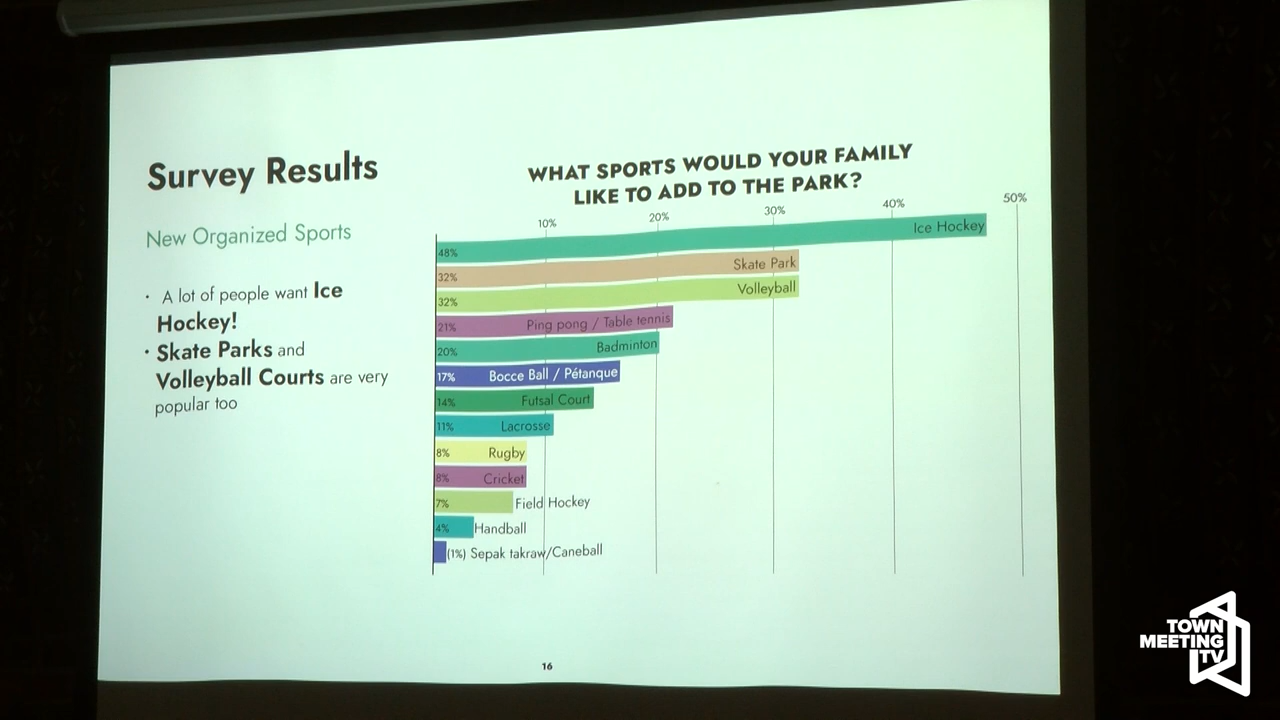 Survey Results
New Organized Sports
• A lot of people want Ice
Hockey!
• Skate Parks and
Volleyball Courts are very
popular too
WHAT SPORTS WOULD YOUR FAMILY
LIKE TO ADD TO THE PARK?
10% 20% 30% 40% 50%
48% Ice Hockey
32% Skate Park
32% Volleyball
21% Ping pong / Table tennis
20% Badminton
17% Bocce Ball / Pétanque
14% Futsal Court
11% Lacrosse
8% Rugby
8% Cricket
7% Field Hockey
4% Handball
(1%) Sepak takraw/Caneball
16
TOWN
MEETING
TV